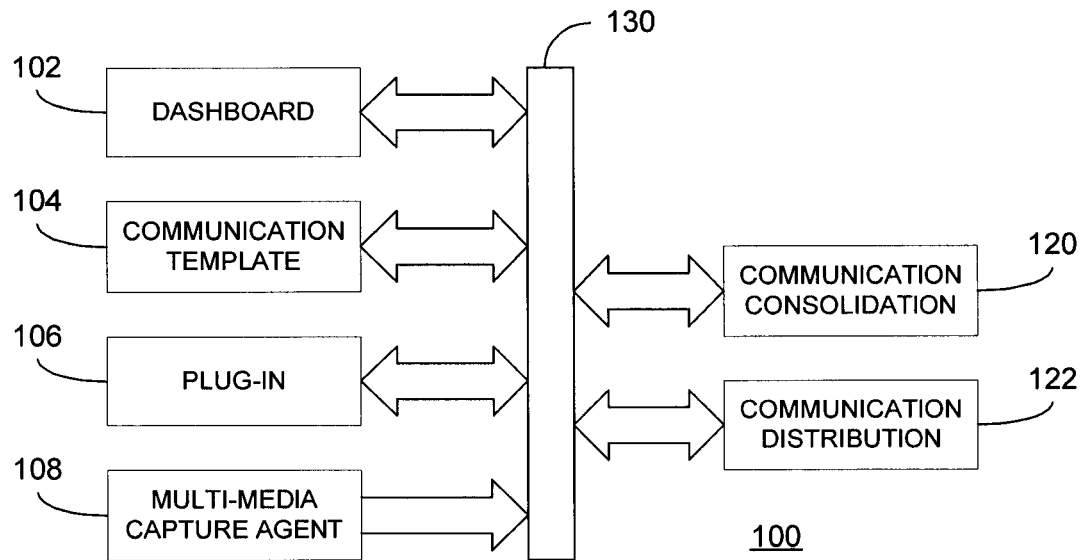 130
102
DASHBOARD
104
COMMUNICATION
TEMPLATE
120
COMMUNICATION
CONSOLIDATION
106
PLUG-IN
122
COMMUNICATION
DISTRIBUTION
108
MULTI-MEDIA
CAPTURE AGENT
100